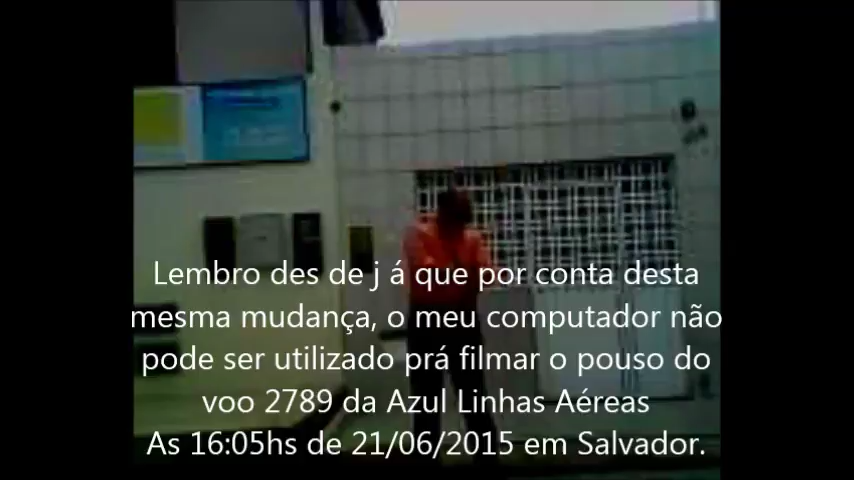 Lembro des de j á que por conta desta
mesma mudança, o meu computador não
pode ser utilizado prá filmar o pouso do
voo 2789 da Azul Linhas Aéreas
As 16:05hs de 21/06/2015 em Salvador.